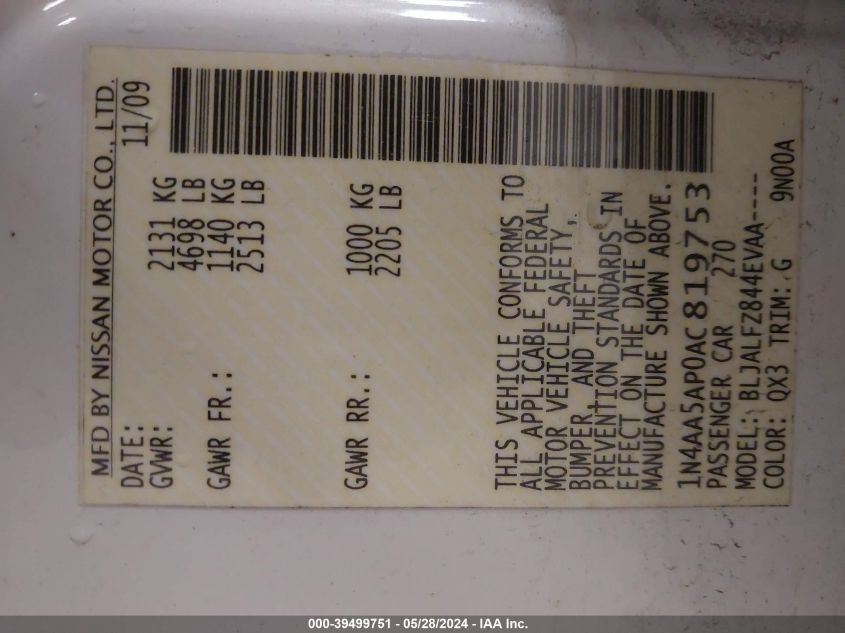 MFD BY NISSAN MOTOR CO., LTD.
DATE: 11/09
GVWR: 2131 KG
4698 LB
GAWR FR.: 1140 KG
2513 LB
GAWR RR.: 1000 KG
2205 LB
THIS VEHICLE CONFORMS TO
ALL APPLICABLE FEDERAL
MOTOR VEHICLE SAFETY,
BUMPER, AND THEFT
PREVENTION STANDARDS IN
EFFECT ON THE DATE OF
MANUFACTURE SHOWN ABOVE.
1N4AA5AP0AC819753
PASSENGER CAR 270
MODEL: BLJALFZ844EVAA----
COLOR: QX3 TRIM: G 9N00A
000-39499751 - 05/28/2024 - IAA Inc.